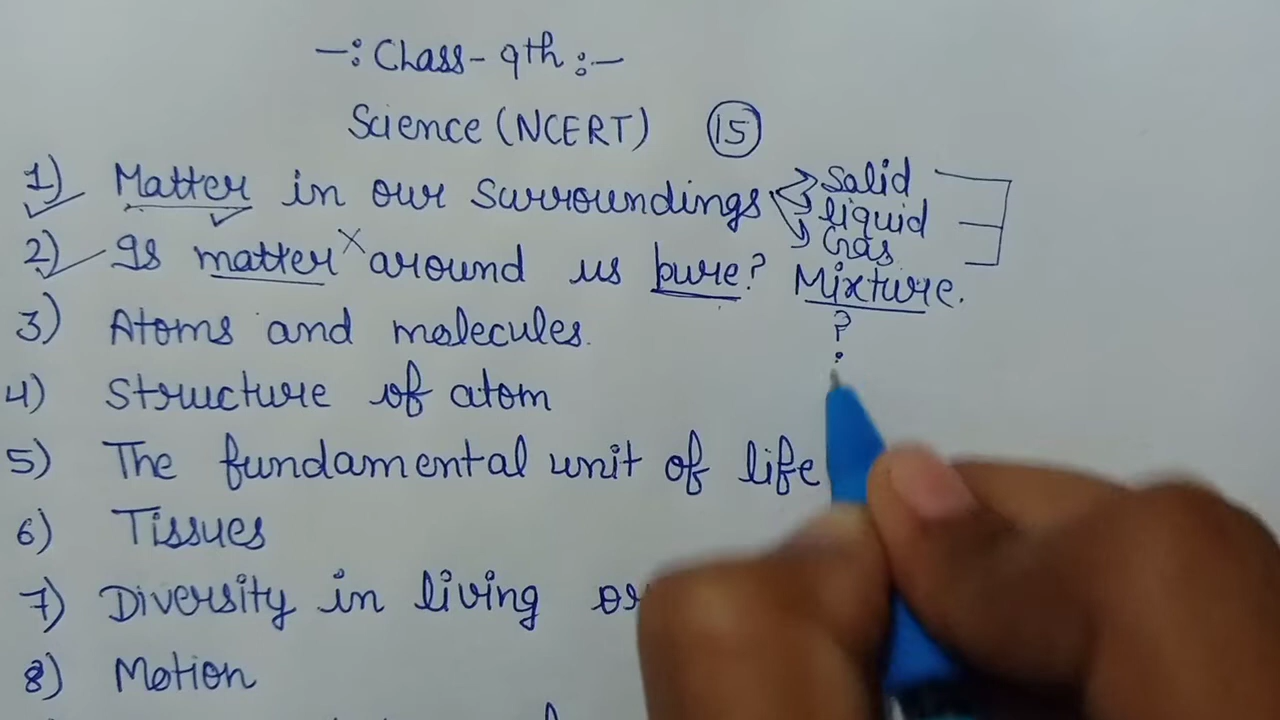 -: Class- 9th :-
Science (NCERT) 15
1) Matter in our surroundings Solid
liquid
Gas
2) Is matter around us pure? Mixture.
?
3) Atoms and molecules.
4) Structure of atom
5) The fundamental unit of life
6) Tissues
7) Diversity in living
8) Motion